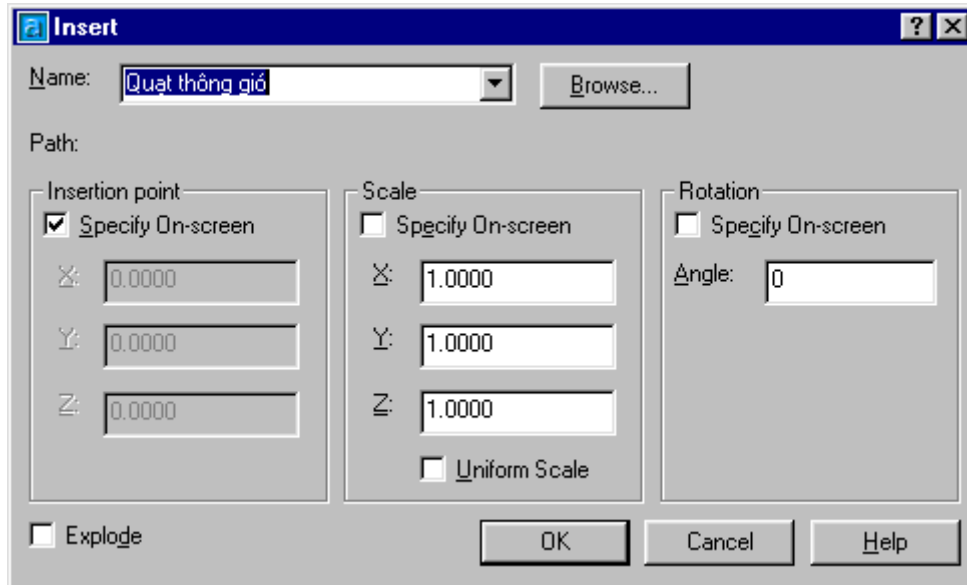 Insert
Name: Quạt thông gió Browse...
Path:
Insertion point Scale Rotation
Specify On-screen Specify On-screen Specify On-screen
X: 0.0000 X: 1.0000 Angle: 0
Y: 0.0000 Y: 1.0000
Z: 0.0000 Z: 1.0000
Uniform Scale
Explode OK Cancel Help